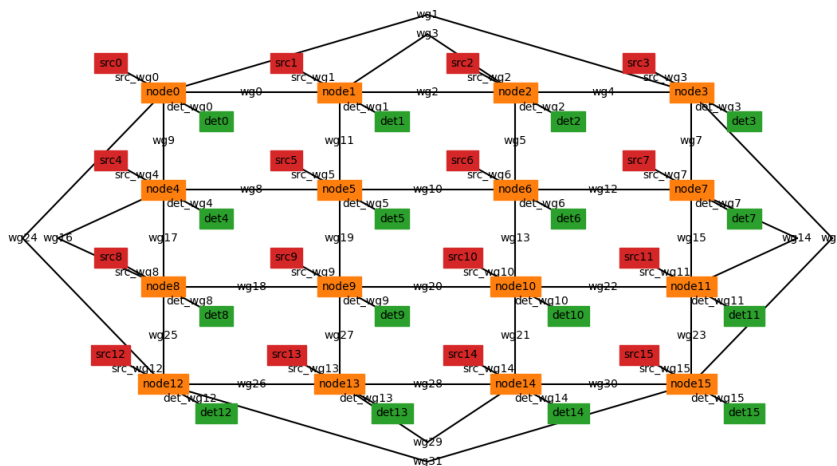 wg1
wg3
src0 src1 src2 src3
src_wg0 src_wg1 src_wg2 src_wg3
node0 wg0 node1 wg2 node2 wg4 node3
det_wg0 det_wg1 det_wg2 det_wg3
det0 det1 det2 det3
wg9 wg11 wg5 wg7
src4 src5 src6 src7
src_wg4 src_wg5 src_wg6 src_wg7
node4 wg8 node5 wg10 node6 wg12 node7
det_wg4 det_wg5 det_wg6 det_wg7
det4 det5 det6 det7
wg24 wg16 wg17 wg19 wg13 wg15 wg14
src8 src9 src10 src11
src_wg8 src_wg9 src_wg10 src_wg11
node8 wg18 node9 wg20 node10 wg22 node11
det_wg8 det_wg9 det_wg10 det_wg11
det8 det9 det10 det11
wg25 wg27 wg21 wg23
src12 src13 src14 src15
src_wg12 src_wg13 src_wg14 src_wg15
node12 wg26 node13 wg28 node14 wg30 node15
det_wg12 det_wg13 det_wg14 det_wg15
det12 det13 det14 det15
wg29
wg31